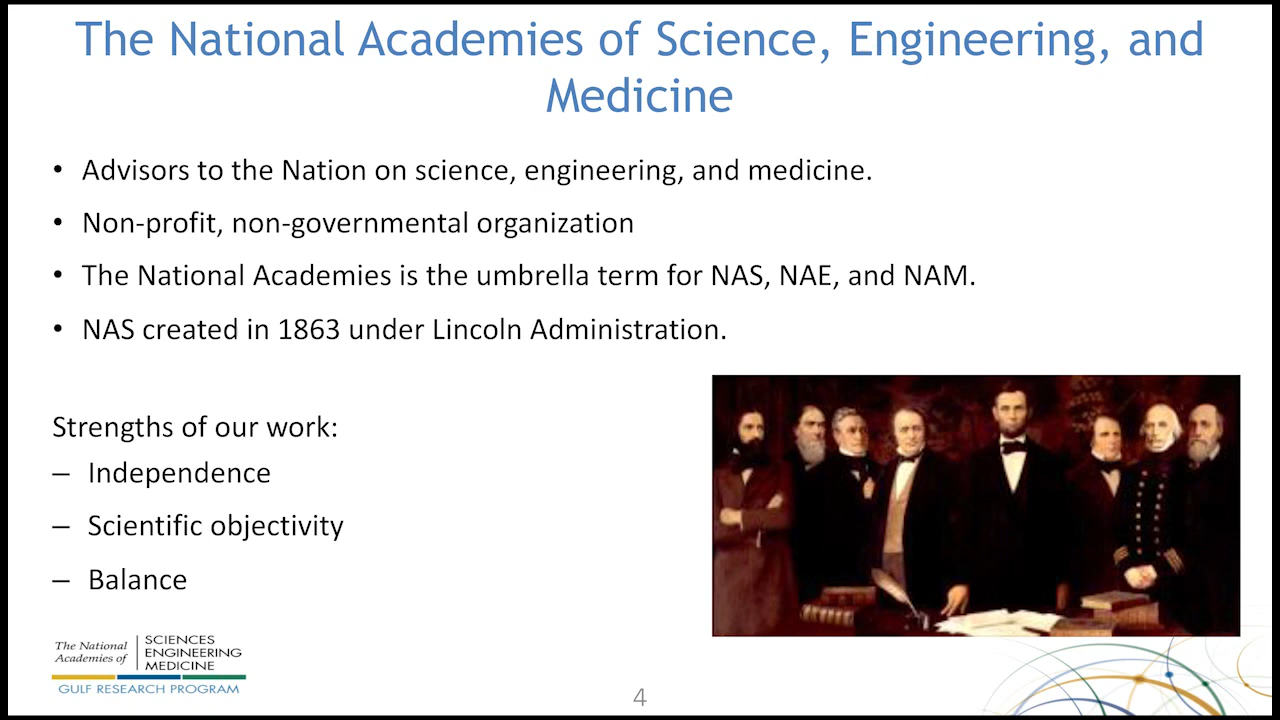 The National Academies of Science, Engineering, and
Medicine
• Advisors to the Nation on science, engineering, and medicine.
• Non-profit, non-governmental organization
• The National Academies is the umbrella term for NAS, NAE, and NAM.
• NAS created in 1863 under Lincoln Administration.
Strengths of our work:
– Independence
– Scientific objectivity
– Balance
The National
Academies of
SCIENCES
ENGINEERING
MEDICINE
GULF RESEARCH PROGRAM
4